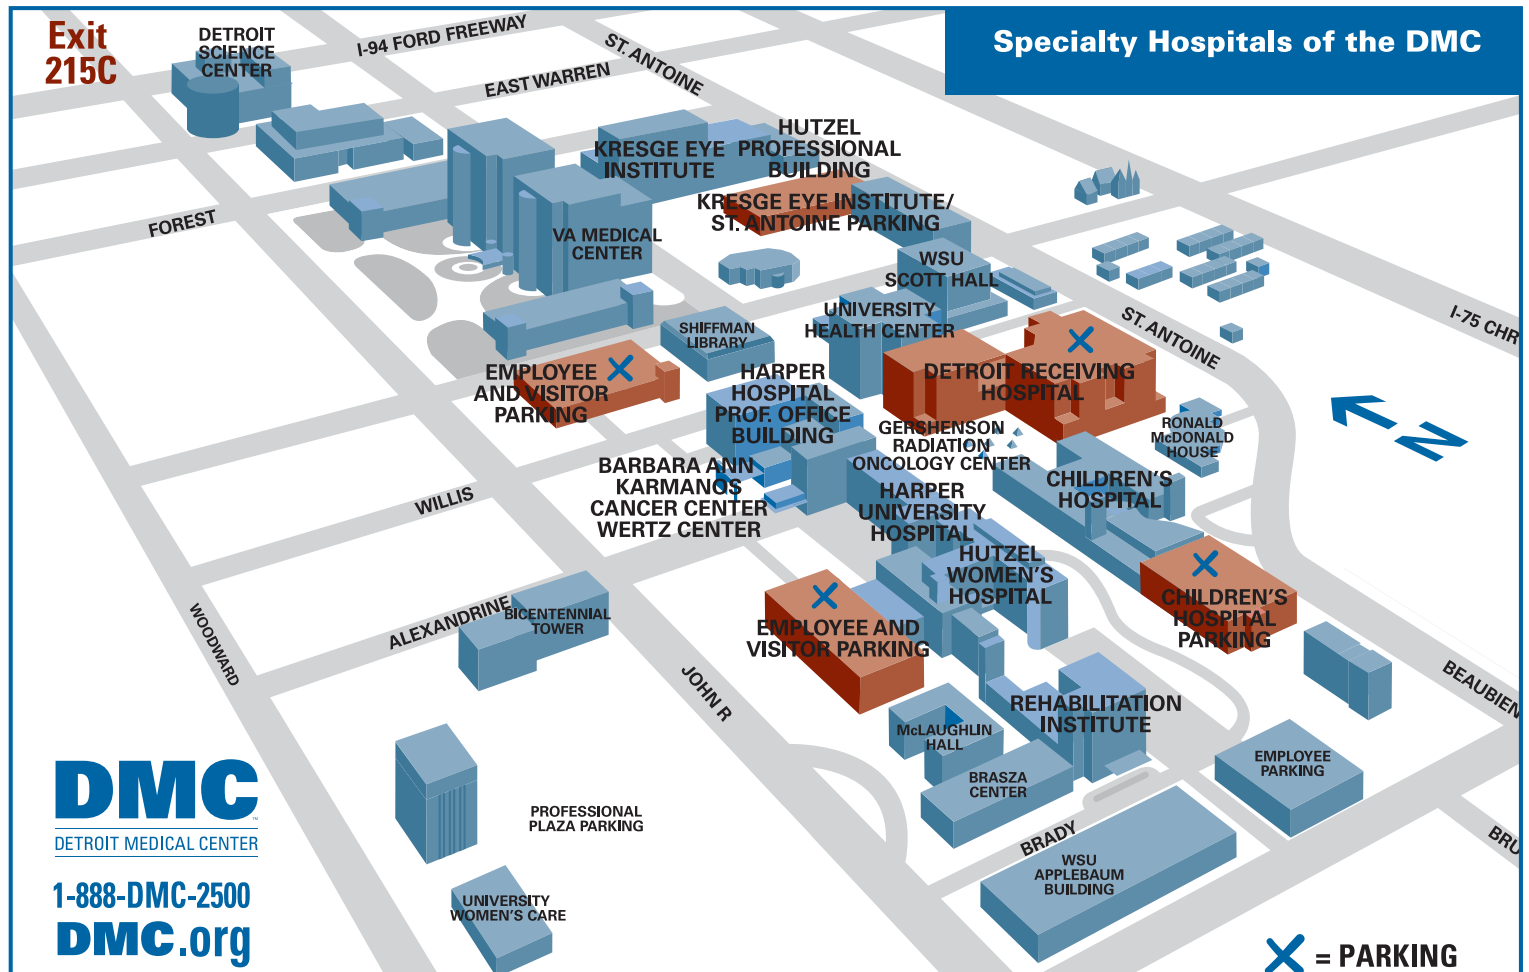 Exit
215C
DETROIT
SCIENCE
CENTER
I-94 FORD FREEWAY
ST. ANTOINE
EAST WARREN
Specialty Hospitals of the DMC
KRESGE EYE
INSTITUTE
HUTZEL
PROFESSIONAL
BUILDING
KRESGE EYE INSTITUTE/
ST. ANTOINE PARKING
FOREST
VA MEDICAL
CENTER
WSU
SCOTT HALL
UNIVERSITY
HEALTH CENTER
SHIFFMAN
LIBRARY
ST. ANTOINE
I-75 CHR
EMPLOYEE
AND VISITOR
PARKING
HARPER
HOSPITAL
PROF. OFFICE
BUILDING
DETROIT RECEIVING
HOSPITAL
GERSHENSON
RADIATION
ONCOLOGY CENTER
RONALD
McDONALD
HOUSE
N
BARBARA ANN
KARMANOS
CANCER CENTER
WERTZ CENTER
HARPER
UNIVERSITY
HOSPITAL
CHILDREN'S
HOSPITAL
WILLIS
HUTZEL
WOMEN'S
HOSPITAL
CHILDREN'S
HOSPITAL
PARKING
WOODWARD
ALEXANDRINE
BICENTENNIAL
TOWER
EMPLOYEE AND
VISITOR PARKING
JOHN R
BEAUBIEN
REHABILITATION
INSTITUTE
McLAUGHLIN
HALL
BRASZA
CENTER
EMPLOYEE
PARKING
DMC™
DETROIT MEDICAL CENTER
PROFESSIONAL
PLAZA PARKING
BRADY
BRU
WSU
APPLEBAUM
BUILDING
1-888-DMC-2500
DMC.org
UNIVERSITY
WOMEN'S CARE
= PARKING